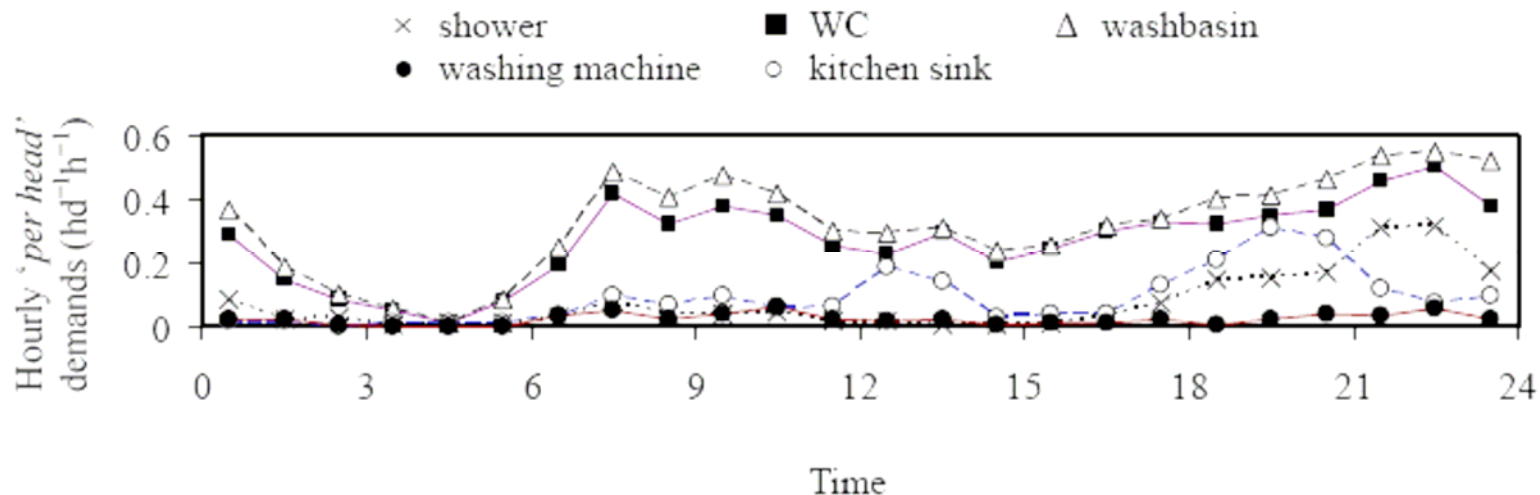 × shower ■ WC Δ washbasin
● washing machine ○ kitchen sink
Hourly ‘per head’
demands (hd⁻¹h⁻¹)
0.6
0.4
0.2
0
0 3 6 9 12 15 18 21 24
Time